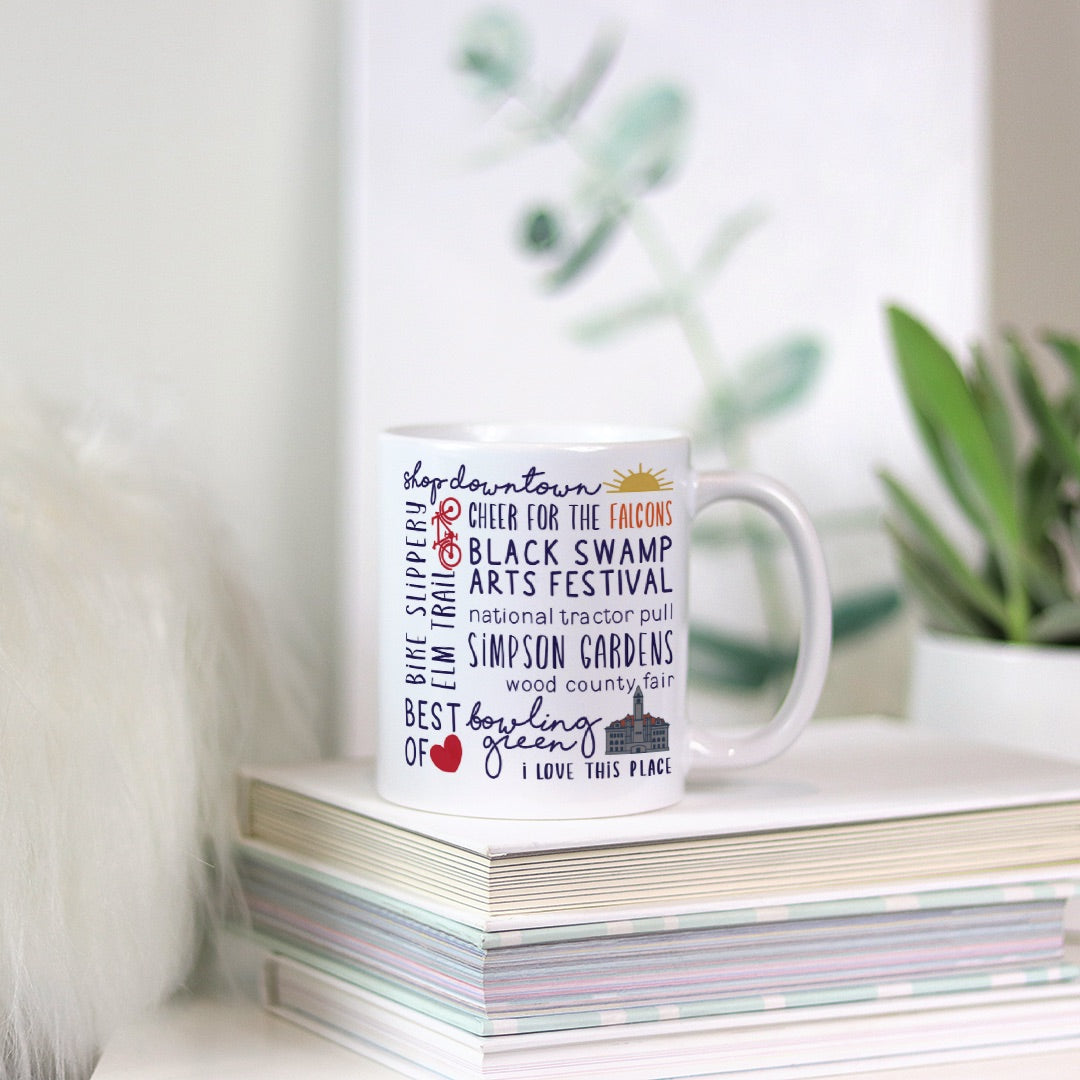 shop downtown
BIKE SLIPPERY
ELM TRAIL
CHEER FOR THE FALCONS
BLACK SWAMP
ARTS FESTIVAL
national tractor pull
SiMPSON GARDENS
wood county fair
BEST
OF
bowling
green
i LOVE THiS PLACE